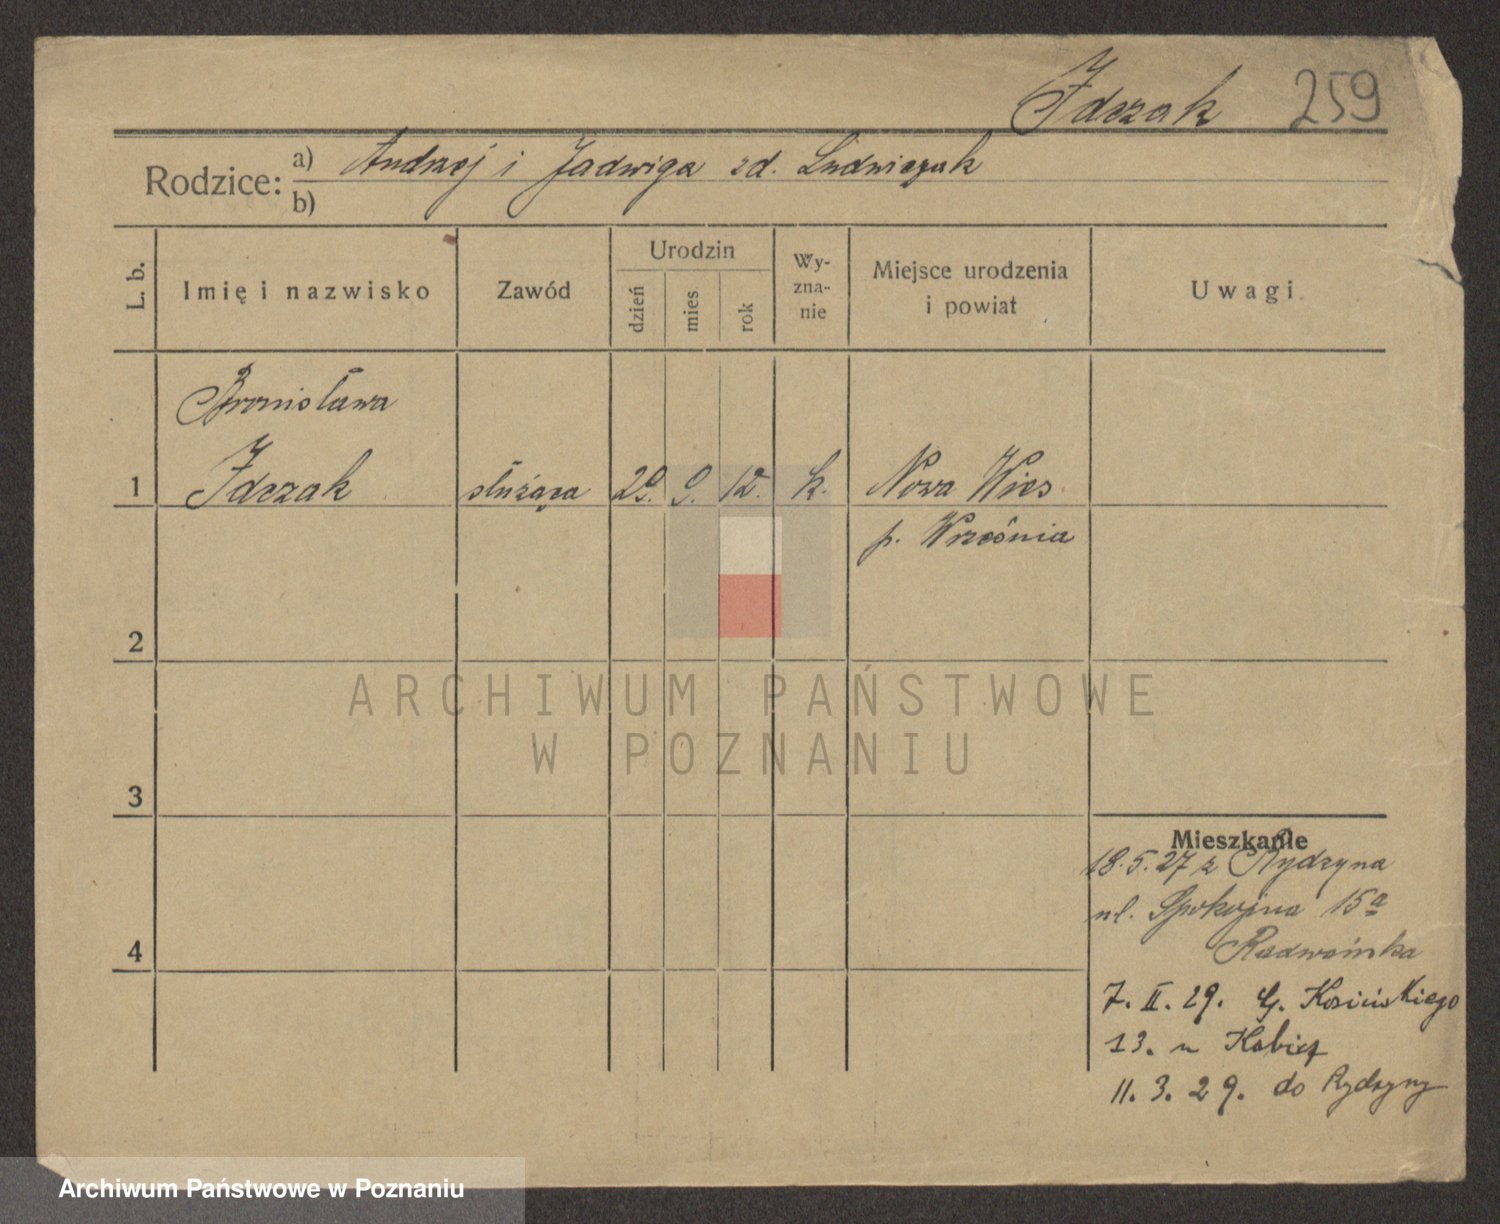 Idczak 259
Rodzice: a) Andrzej i Jadwiga zd. Ludwiczak
b)
L. b.
Imię i nazwisko
Zawód
Urodzin
dzień
mies
rok
Wy-
zna-
nie
Miejsce urodzenia
i powiat
Uwagi
Bronisława
1 Idczak służąca 29. 9. 12. k. Nowa Wieś
p. Września
2
ARCHIWUM PAŃSTWOWE
W POZNANIU
3
Mieszkanie
18.5.27 z Rydzyna
ul. Spokojna 15a
4
7. II. 29. G. Kosińskiego
13. u
11. 3. 29. do Rydzyny
Archiwum Państwowe w Poznaniu